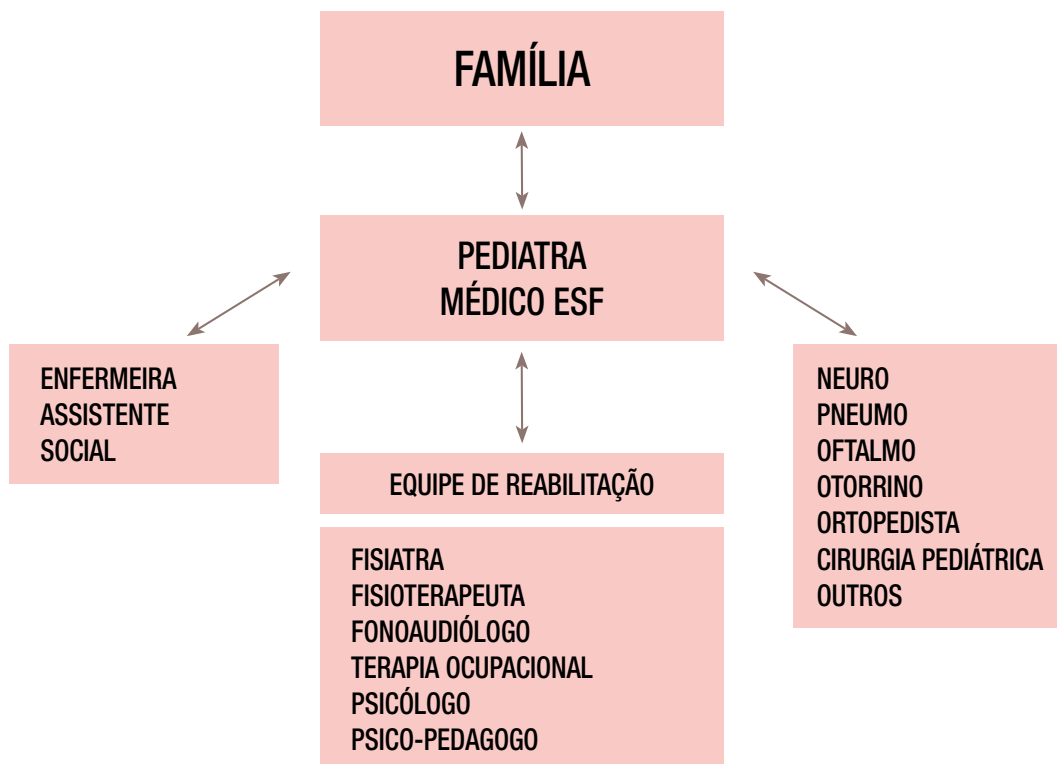 FAMÍLIA
PEDIATRA
MÉDICO ESF
ENFERMEIRA
ASSISTENTE
SOCIAL
EQUIPE DE REABILITAÇÃO
FISIATRA
FISIOTERAPEUTA
FONOAUDIÓLOGO
TERAPIA OCUPACIONAL
PSICÓLOGO
PSICO-PEDAGOGO
NEURO
PNEUMO
OFTALMO
OTORRINO
ORTOPEDISTA
CIRURGIA PEDIÁTRICA
OUTROS